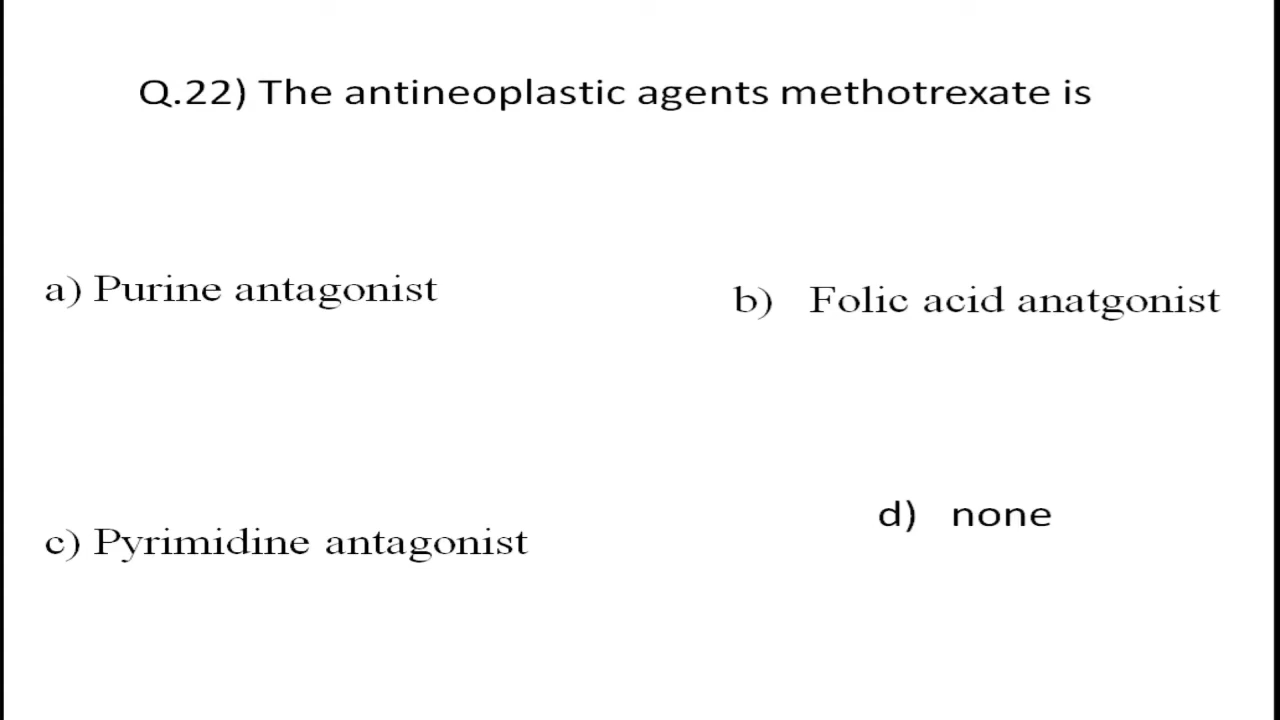 Q.22) The antineoplastic agents methotrexate is
a) Purine antagonist
b) Folic acid anatgonist
c) Pyrimidine antagonist
d) none